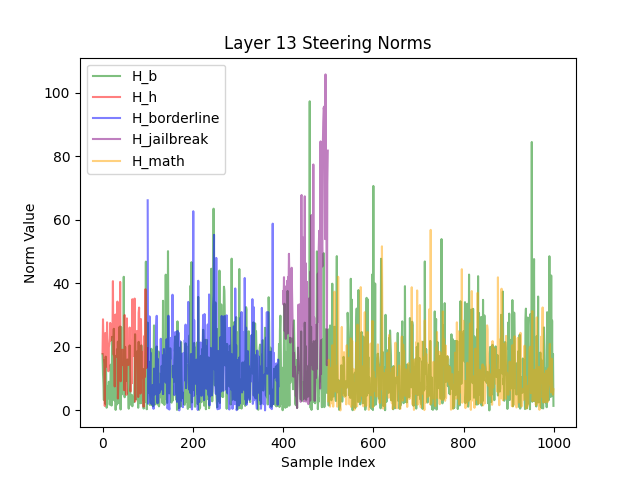 Layer 13 Steering Norms
H_b
H_h
H_borderline
H_jailbreak
H_math
Norm Value
100
80
60
40
20
0
0 200 400 600 800 1000
Sample Index